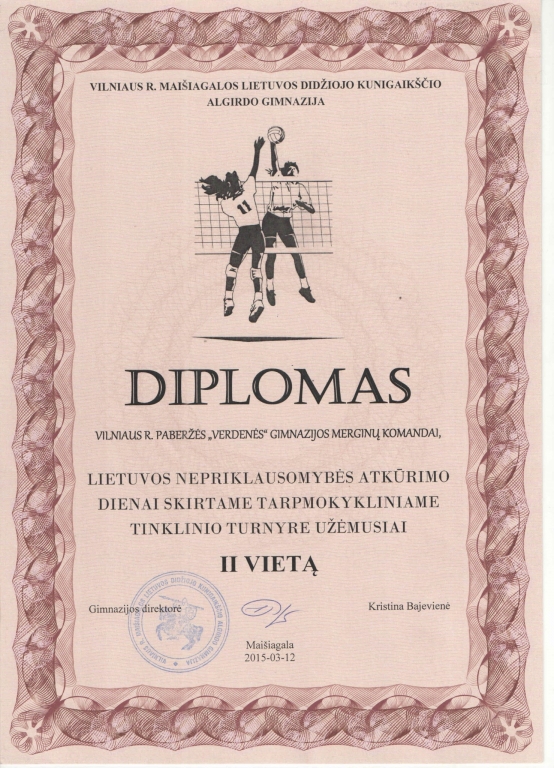 VILNIAUS R. MAIŠIAGALOS LIETUVOS DIDŽIOJO KUNIGAIKŠČIO
ALGIRDO GIMNAZIJA
11
DIPLOMAS
VILNIAUS R. PABERŽĖS „VERDENĖS“ GIMNAZIJOS MERGINŲ KOMANDAI,
LIETUVOS NEPRIKLAUSOMYBĖS ATKŪRIMO
DIENAI SKIRTAME TARPMOKYKLINIAME
TINKLINIO TURNYRE UŽĖMUSIAI
II VIETĄ
Gimnazijos direktorė
Kristina Bajevienė
Maišiagala
2015-03-12